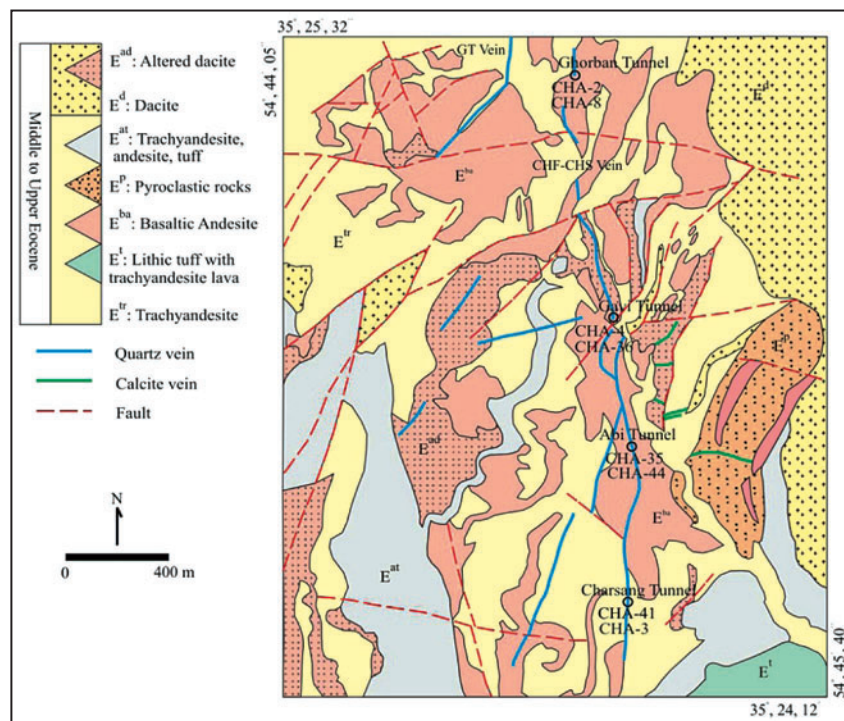 35°, 25', 32''
54°, 44', 05''
Middle to Upper Eocene
E^ad: Altered dacite
E^d: Dacite
E^at: Trachyandesite,
andesite, tuff
E^p: Pyroclastic rocks
E^ba: Basaltic Andesite
E^t: Lithic tuff with
trachyandesite lava
E^tr: Trachyandesite
Quartz vein
Calcite vein
Fault
N
0 400 m
GT Vein
Ghorban Tunnel
CHA-2
CHA-8
E^d
CHF-CHS Vein
E^ba
E^tr
Gavi Tunnel
CHA-4
CHA-36
E^p
Abi Tunnel
CHA-35
CHA-44
E^ad
E^ba
E^at
Charsang Tunnel
CHA-41
CHA-3
E^t
54°, 45', 40''
35°, 24', 12''